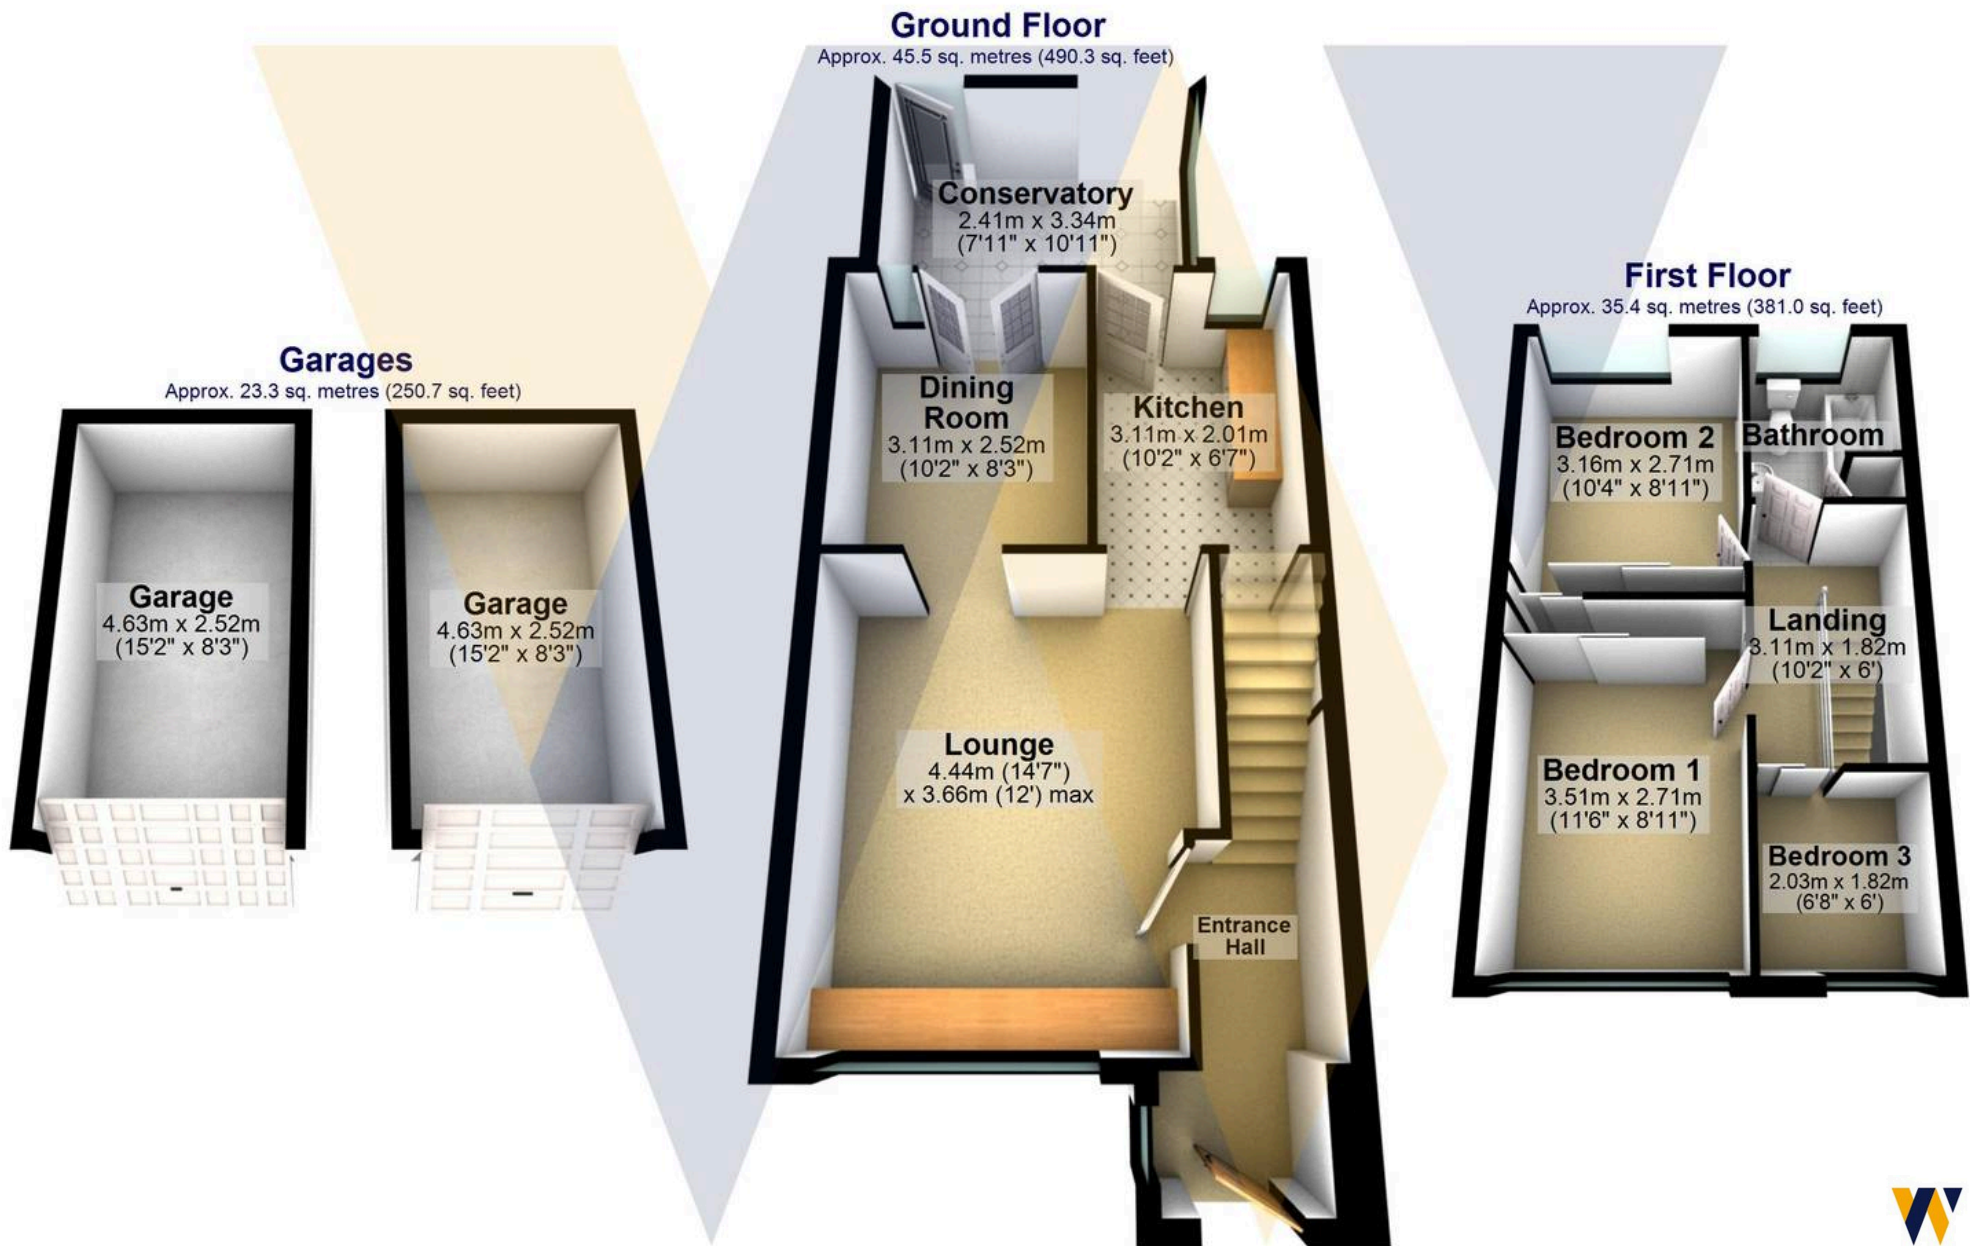 Ground Floor
Approx. 45.5 sq. metres (490.3 sq. feet)
Conservatory
2.41m x 3.34m
(7'11" x 10'11")
Dining
Room
3.11m x 2.52m
(10'2" x 8'3")
Kitchen
3.11m x 2.01m
(10'2" x 6'7")
Lounge
4.44m (14'7")
x 3.66m (12') max
Entrance
Hall
Garages
Approx. 23.3 sq. metres (250.7 sq. feet)
Garage
4.63m x 2.52m
(15'2" x 8'3")
Garage
4.63m x 2.52m
(15'2" x 8'3")
First Floor
Approx. 35.4 sq. metres (381.0 sq. feet)
Bedroom 2
3.16m x 2.71m
(10'4" x 8'11")
Bathroom
Landing
3.11m x 1.82m
(10'2" x 6')
Bedroom 1
3.51m x 2.71m
(11'6" x 8'11")
Bedroom 3
2.03m x 1.82m
(6'8" x 6')